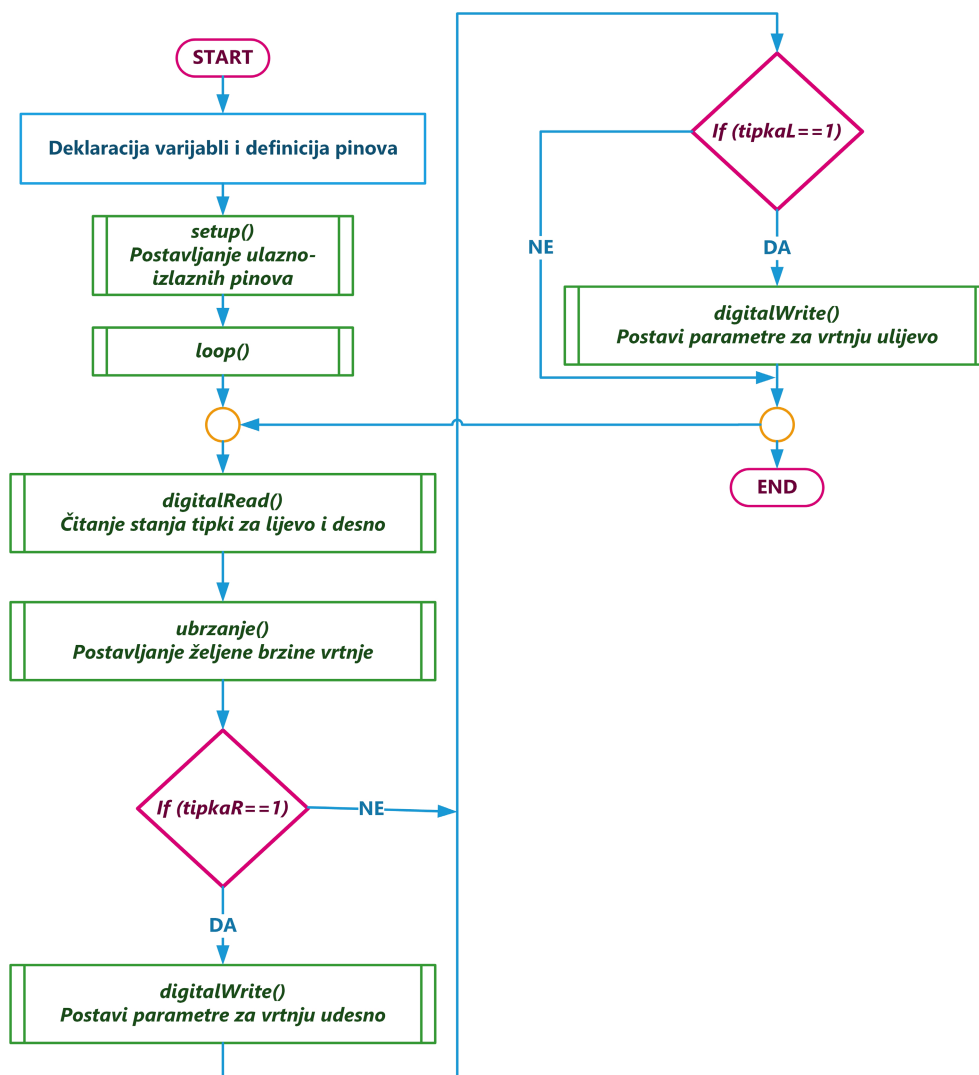 START
Deklaracija varijabli i definicija pinova
setup()
Postavljanje ulazno-
izlaznih pinova
loop()
digitalRead()
Čitanje stanja tipki za lijevo i desno
ubrzanje()
Postavljanje željene brzine vrtnje
If (tipkaR==1)
NE
DA
digitalWrite()
Postavi parametre za vrtnju udesno
If (tipkaL==1)
NE
DA
digitalWrite()
Postavi parametre za vrtnju ulijevo
END